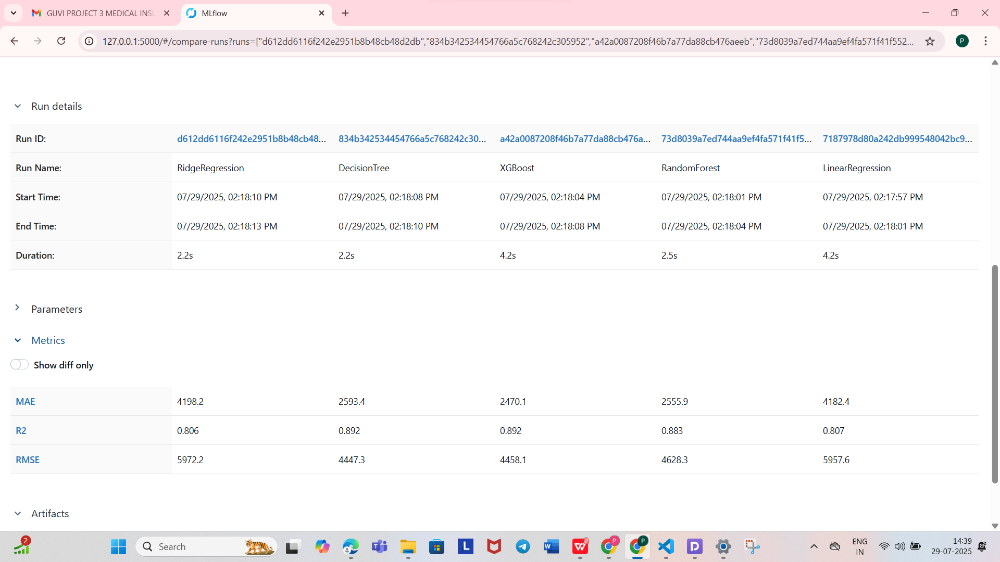 GUVI PROJECT 3 MEDICAL INSU
MLflow
127.0.0.1:5000/#/compare-runs?runs=["d612dd6116f242e2951b8b48cb48d2db","834b342534454766a5c768242c305952","a42a0087208f46b7a77da88cb476aeeb","73d8039a7ed744aa9ef4fa571f41f552...
P
Run details
Run ID: d612dd6116f242e2951b8b48cb48... 834b342534454766a5c768242c30... a42a0087208f46b7a77da88cb476a... 73d8039a7ed744aa9ef4fa571f41f5... 7187978d80a242db999548042bc9...
Run Name: RidgeRegression DecisionTree XGBoost RandomForest LinearRegression
Start Time: 07/29/2025, 02:18:10 PM 07/29/2025, 02:18:08 PM 07/29/2025, 02:18:04 PM 07/29/2025, 02:18:01 PM 07/29/2025, 02:17:57 PM
End Time: 07/29/2025, 02:18:13 PM 07/29/2025, 02:18:10 PM 07/29/2025, 02:18:08 PM 07/29/2025, 02:18:04 PM 07/29/2025, 02:18:01 PM
Duration: 2.2s 2.2s 4.2s 2.5s 4.2s
Parameters
Metrics
Show diff only
MAE 4198.2 2593.4 2470.1 2555.9 4182.4
R2 0.806 0.892 0.892 0.883 0.807
RMSE 5972.2 4447.3 4458.1 4628.3 5957.6
Artifacts
2
Search
L
W
P
P
ENG
IN
14:39
29-07-2025